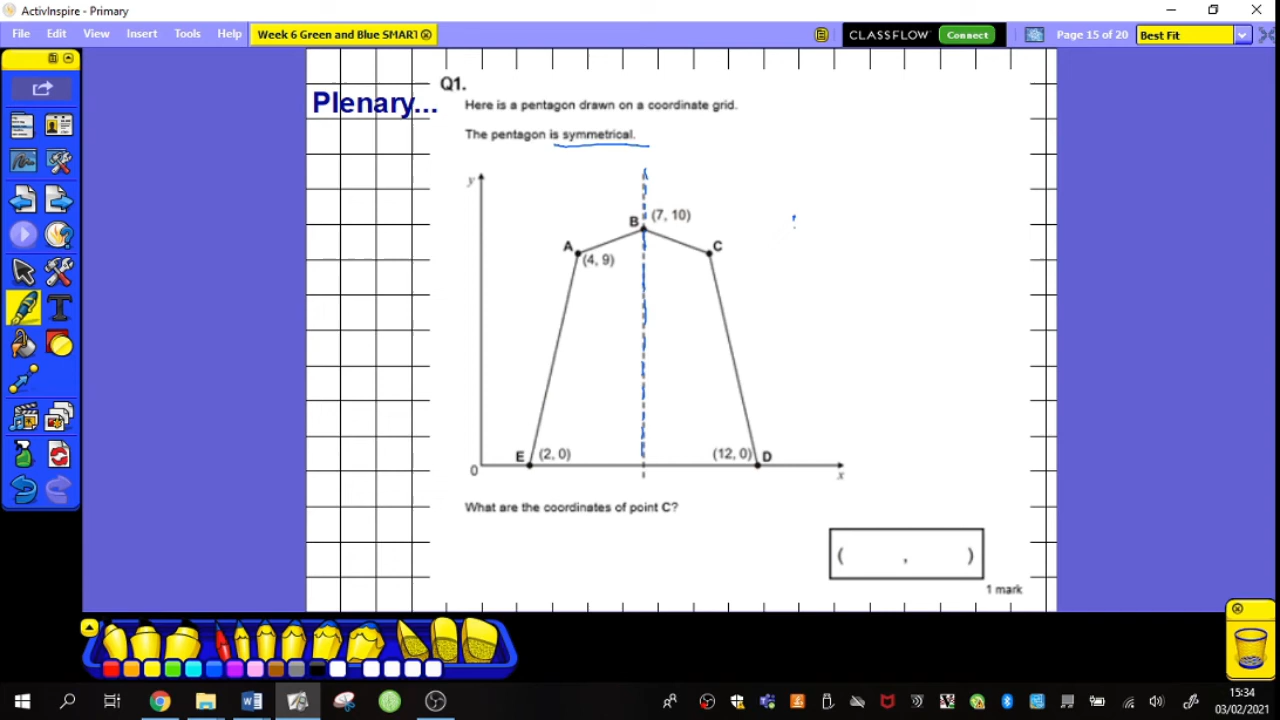 ActivInspire - Primary
File Edit View Insert Tools Help Week 6 Green and Blue SMART CLASSFLOW Connect Page 15 of 20 Best Fit
Plenary...
Q1.
Here is a pentagon drawn on a coordinate grid.
The pentagon is symmetrical.
y
B (7, 10)
A C
(4, 9)
E (2, 0) (12, 0) D
0 x
What are the coordinates of point C?
( , )
1 mark
15:34
03/02/2021